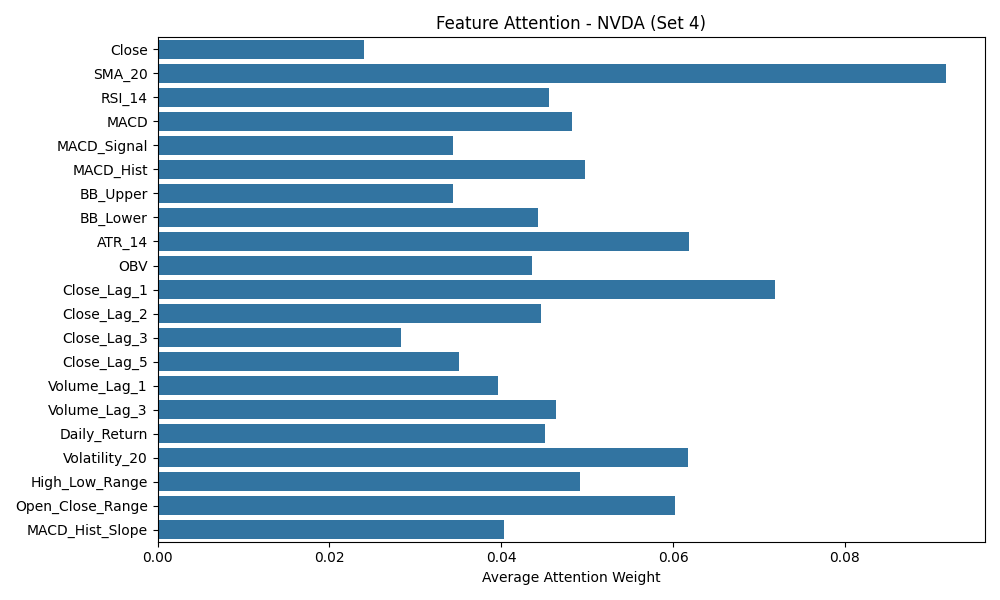 Feature Attention - NVDA (Set 4)
Close
SMA_20
RSI_14
MACD
MACD_Signal
MACD_Hist
BB_Upper
BB_Lower
ATR_14
OBV
Close_Lag_1
Close_Lag_2
Close_Lag_3
Close_Lag_5
Volume_Lag_1
Volume_Lag_3
Daily_Return
Volatility_20
High_Low_Range
Open_Close_Range
MACD_Hist_Slope
0.00 0.02 0.04 0.06 0.08
Average Attention Weight